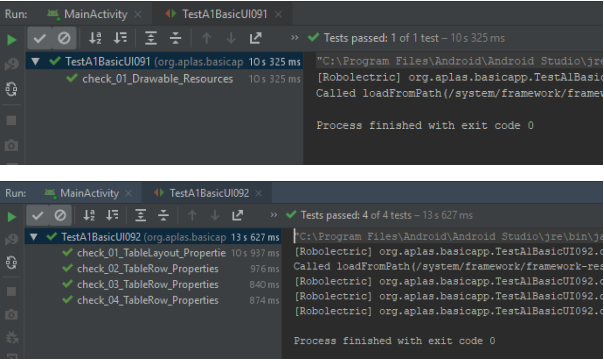 Run: MainActivity × TestA1BasicUI091 ×
» Tests passed: 1 of 1 test – 10 s 325 ms
TestA1BasicUI091 (org.aplas.basicap 10 s 325 ms
"C:\Program Files\Android\Android Studio\jre
check_01_Drawable_Resources 10 s 325 ms
[Robolectric] org.aplas.basicapp.TestA1Basic
Called loadFromPath(/system/framework/framew
Process finished with exit code 0
Run: MainActivity × TestA1BasicUI092 ×
» Tests passed: 4 of 4 tests – 13 s 627 ms
TestA1BasicUI092 (org.aplas.basicap 13 s 627 ms
"C:\Program Files\Android\Android Studio\jre\bin\ja
check_01_TableLayout_Propertie 10 s 937 ms
[Robolectric] org.aplas.basicapp.TestA1BasicUI092.c
check_02_TableRow_Properties 976 ms
Called loadFromPath(/system/framework/framework-res
check_03_TableRow_Properties 840 ms
[Robolectric] org.aplas.basicapp.TestA1BasicUI092.c
check_04_TableRow_Properties 874 ms
[Robolectric] org.aplas.basicapp.TestA1BasicUI092.c
[Robolectric] org.aplas.basicapp.TestA1BasicUI092.c
Process finished with exit code 0